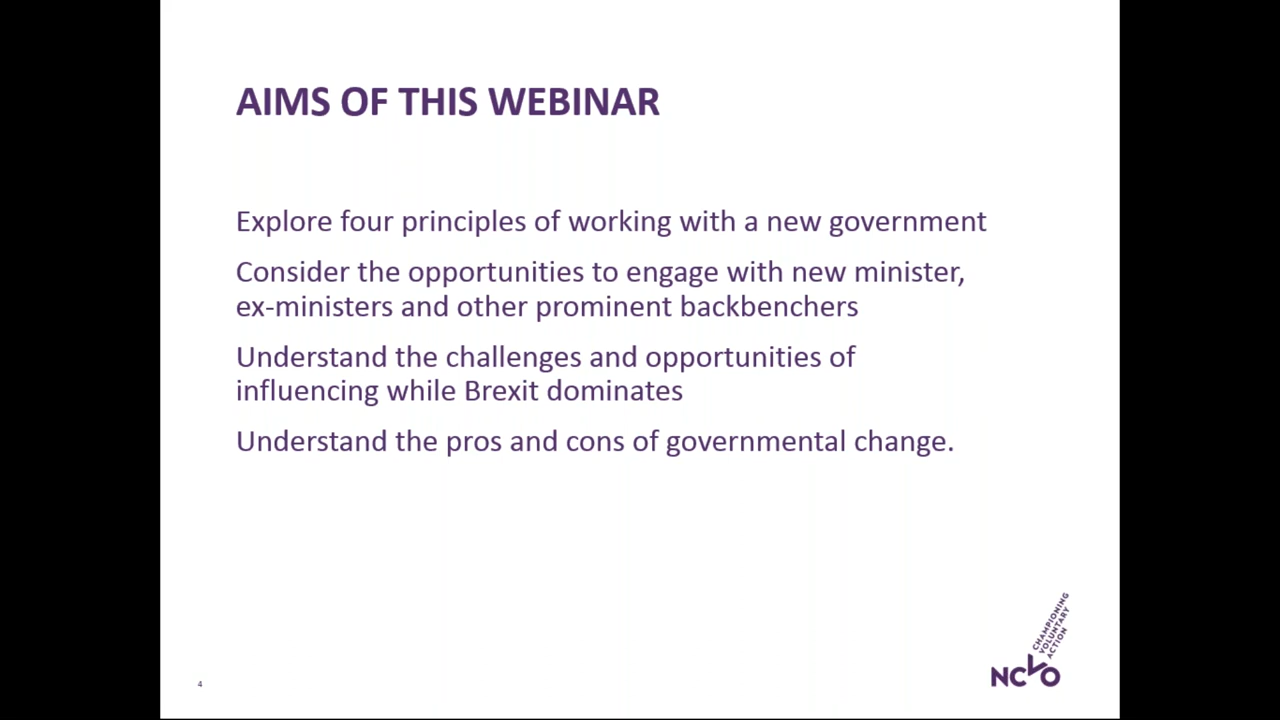 AIMS OF THIS WEBINAR
Explore four principles of working with a new government
Consider the opportunities to engage with new minister,
ex-ministers and other prominent backbenchers
Understand the challenges and opportunities of
influencing while Brexit dominates
Understand the pros and cons of governmental change.
CHAMPIONING
VOLUNTARY
ACTION
NCVO
4